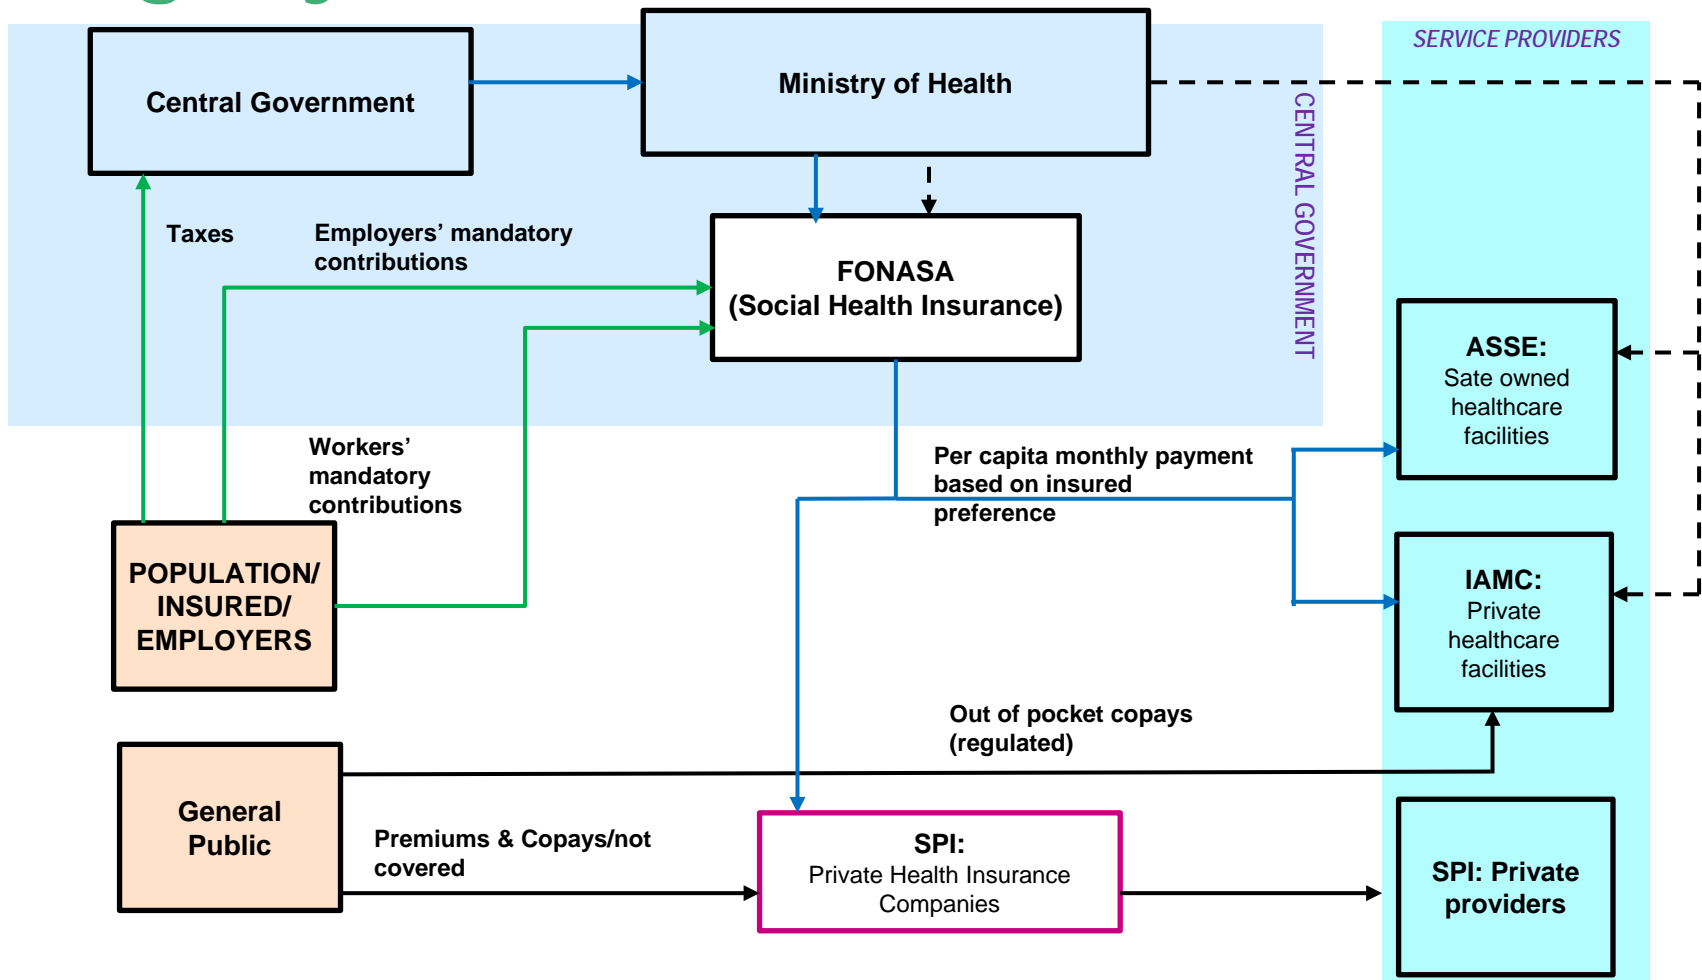 SERVICE PROVIDERS
Central Government
Ministry of Health
CENTRAL GOVERNMENT
Taxes
Employers’ mandatory
contributions
FONASA
(Social Health Insurance)
ASSE:
Sate owned
healthcare
facilities
Workers’
mandatory
contributions
Per capita monthly payment
based on insured
preference
POPULATION/
INSURED/
EMPLOYERS
IAMC:
Private
healthcare
facilities
Out of pocket copays
(regulated)
General
Public
Premiums & Copays/not
covered
SPI:
Private Health Insurance
Companies
SPI: Private
providers